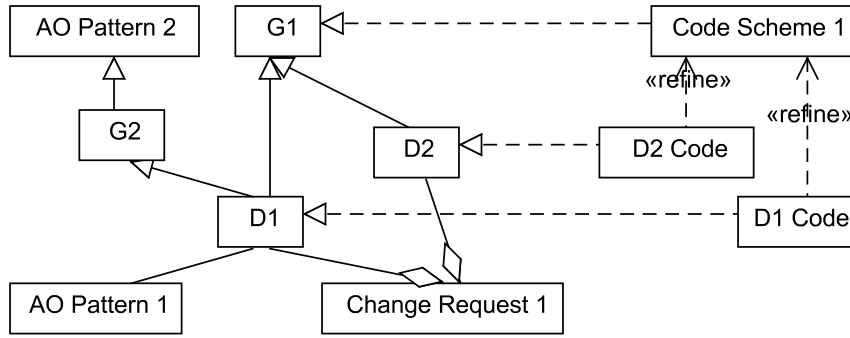 AO Pattern 2
G1
Code Scheme 1
«refine»
«refine»
G2
D2
D2 Code
D1
D1 Code
AO Pattern 1
Change Request 1